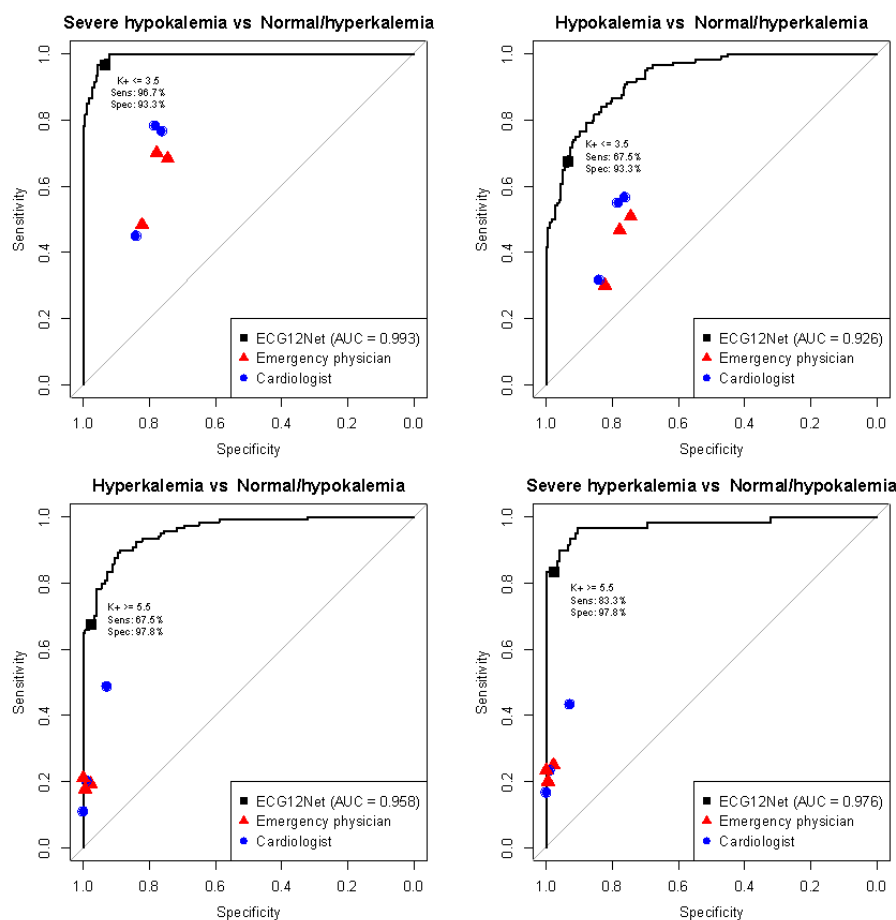 Severe hypokalemia vs Normal/hyperkalemia
Sensitivity
0.0 0.2 0.4 0.6 0.8 1.0
K+ <= 3.5
Sens: 96.7%
Spec: 93.3%
ECG12Net (AUC = 0.993)
Emergency physician
Cardiologist
1.0 0.8 0.6 0.4 0.2 0.0
Specificity
Hypokalemia vs Normal/hyperkalemia
Sensitivity
0.0 0.2 0.4 0.6 0.8 1.0
K+ <= 3.5
Sens: 67.5%
Spec: 93.3%
ECG12Net (AUC = 0.926)
Emergency physician
Cardiologist
1.0 0.8 0.6 0.4 0.2 0.0
Specificity
Hyperkalemia vs Normal/hypokalemia
Sensitivity
0.0 0.2 0.4 0.6 0.8 1.0
K+ >= 5.5
Sens: 67.5%
Spec: 97.8%
ECG12Net (AUC = 0.958)
Emergency physician
Cardiologist
1.0 0.8 0.6 0.4 0.2 0.0
Specificity
Severe hyperkalemia vs Normal/hypokalemia
Sensitivity
0.0 0.2 0.4 0.6 0.8 1.0
K+ >= 5.5
Sens: 83.3%
Spec: 97.8%
ECG12Net (AUC = 0.976)
Emergency physician
Cardiologist
1.0 0.8 0.6 0.4 0.2 0.0
Specificity